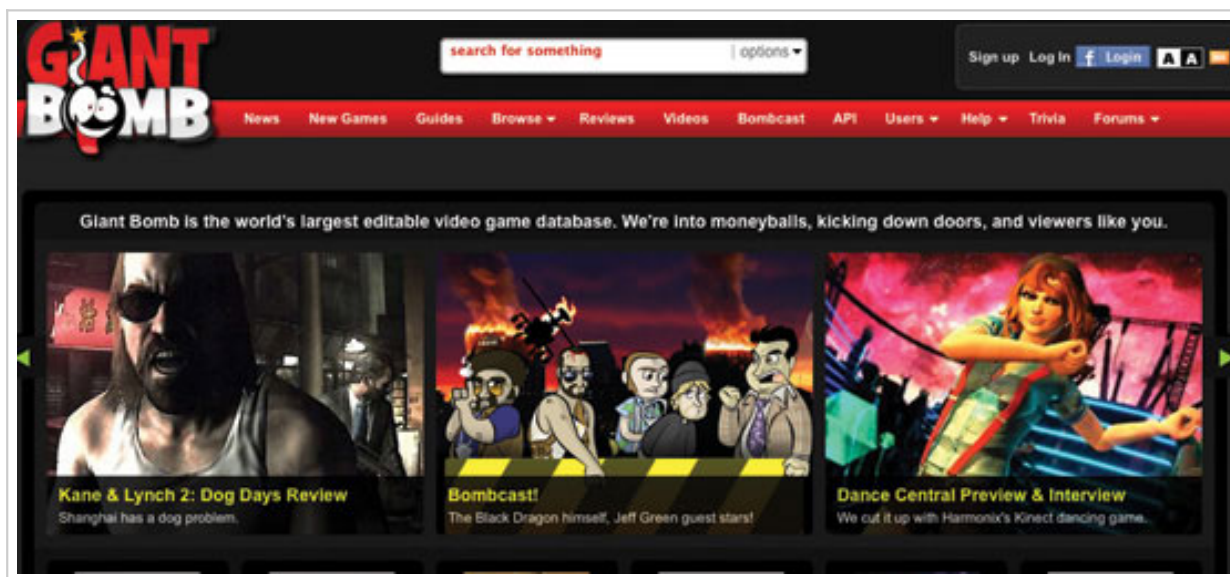 GIANT BOMB
search for something | options
Sign up Log In f Login A A
News New Games Guides Browse Reviews Videos Bombcast API Users Help Trivia Forums
Giant Bomb is the world's largest editable video game database. We're into moneyballs, kicking down doors, and viewers like you.
Kane & Lynch 2: Dog Days Review
Shanghai has a dog problem.
Bombcast!
The Black Dragon himself, Jeff Green guest stars!
Dance Central Preview & Interview
We cut it up with Harmonix's Kinect dancing game.